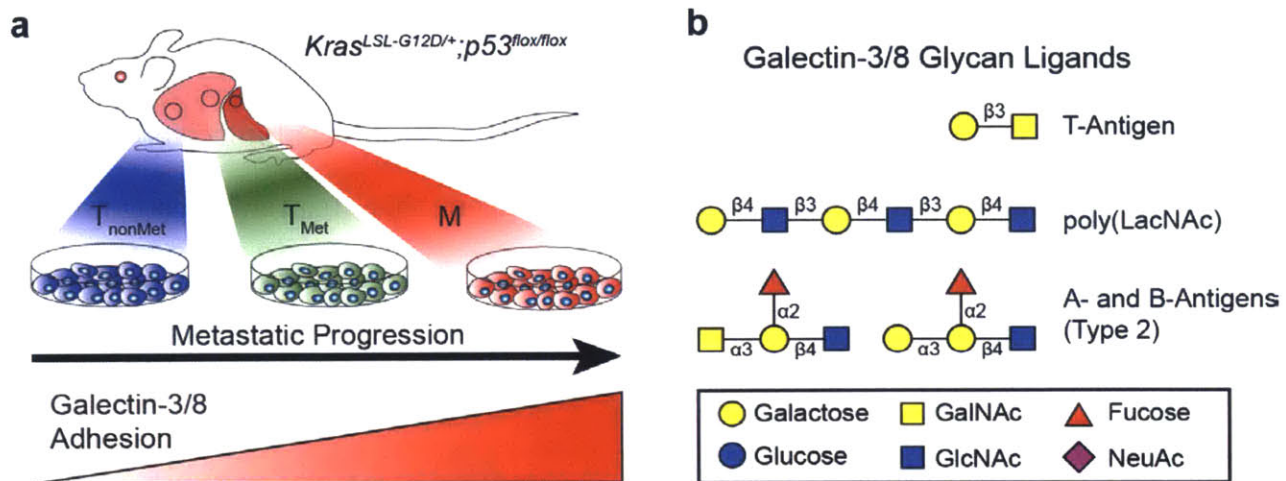 a
Kras^LSL-G12D/+;p53^flox/flox
T_nonMet
T_Met
M
Metastatic Progression
Galectin-3/8
Adhesion
b
Galectin-3/8 Glycan Ligands
β3
T-Antigen
β4 β3 β4 β3 β4
poly(LacNAc)
α2 α2
α3 β4 α3 β4
A- and B-Antigens
(Type 2)
Galactose GalNAc Fucose
Glucose GlcNAc NeuAc